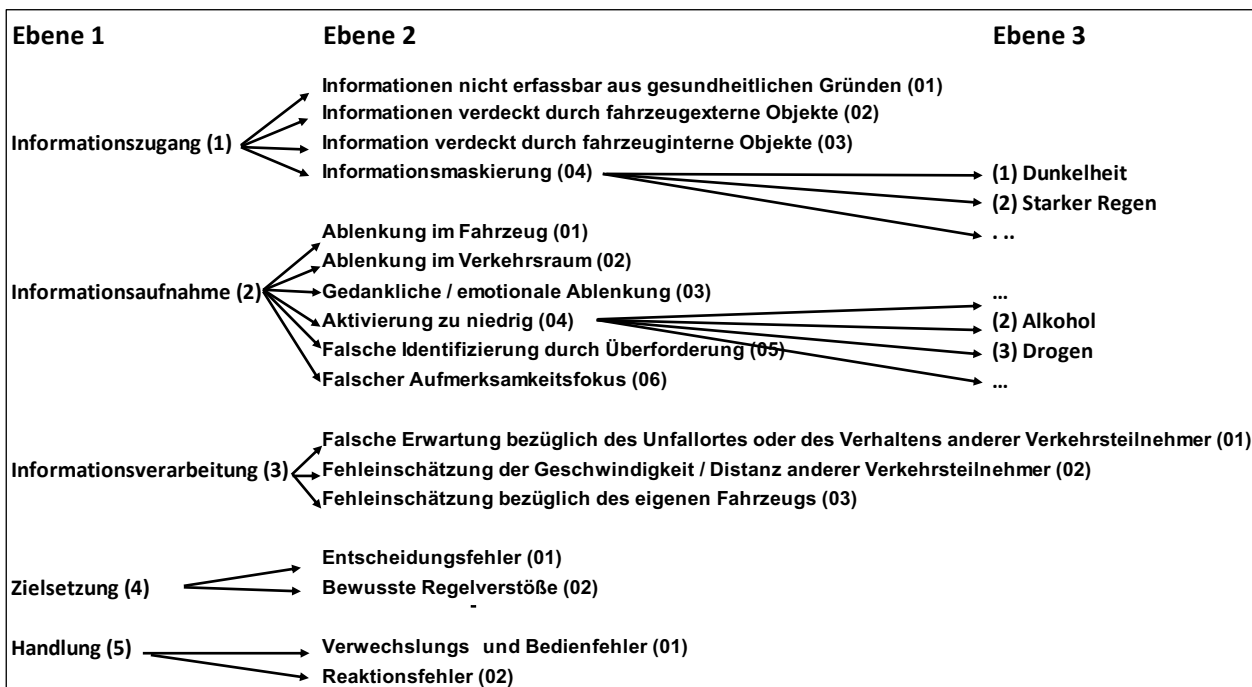 Ebene 1 Ebene 2 Ebene 3
Informationen nicht erfassbar aus gesundheitlichen Gründen (01)
Informationen verdeckt durch fahrzeugexterne Objekte (02)
Informationszugang (1) Information verdeckt durch fahrzeuginterne Objekte (03)
Informationsmaskierung (04) (1) Dunkelheit
(2) Starker Regen
Ablenkung im Fahrzeug (01) . ..
Ablenkung im Verkehrsraum (02)
Informationsaufnahme (2) Gedankliche / emotionale Ablenkung (03) ...
Aktivierung zu niedrig (04) (2) Alkohol
Falsche Identifizierung durch Überforderung (05) (3) Drogen
Falscher Aufmerksamkeitsfokus (06) ...
Falsche Erwartung bezüglich des Unfallortes oder des Verhaltens anderer Verkehrsteilnehmer (01)
Informationsverarbeitung (3) Fehleinschätzung der Geschwindigkeit / Distanz anderer Verkehrsteilnehmer (02)
Fehleinschätzung bezüglich des eigenen Fahrzeugs (03)
Entscheidungsfehler (01)
Zielsetzung (4) Bewusste Regelverstöße (02)
-
Handlung (5) Verwechslungs und Bedienfehler (01)
Reaktionsfehler (02)